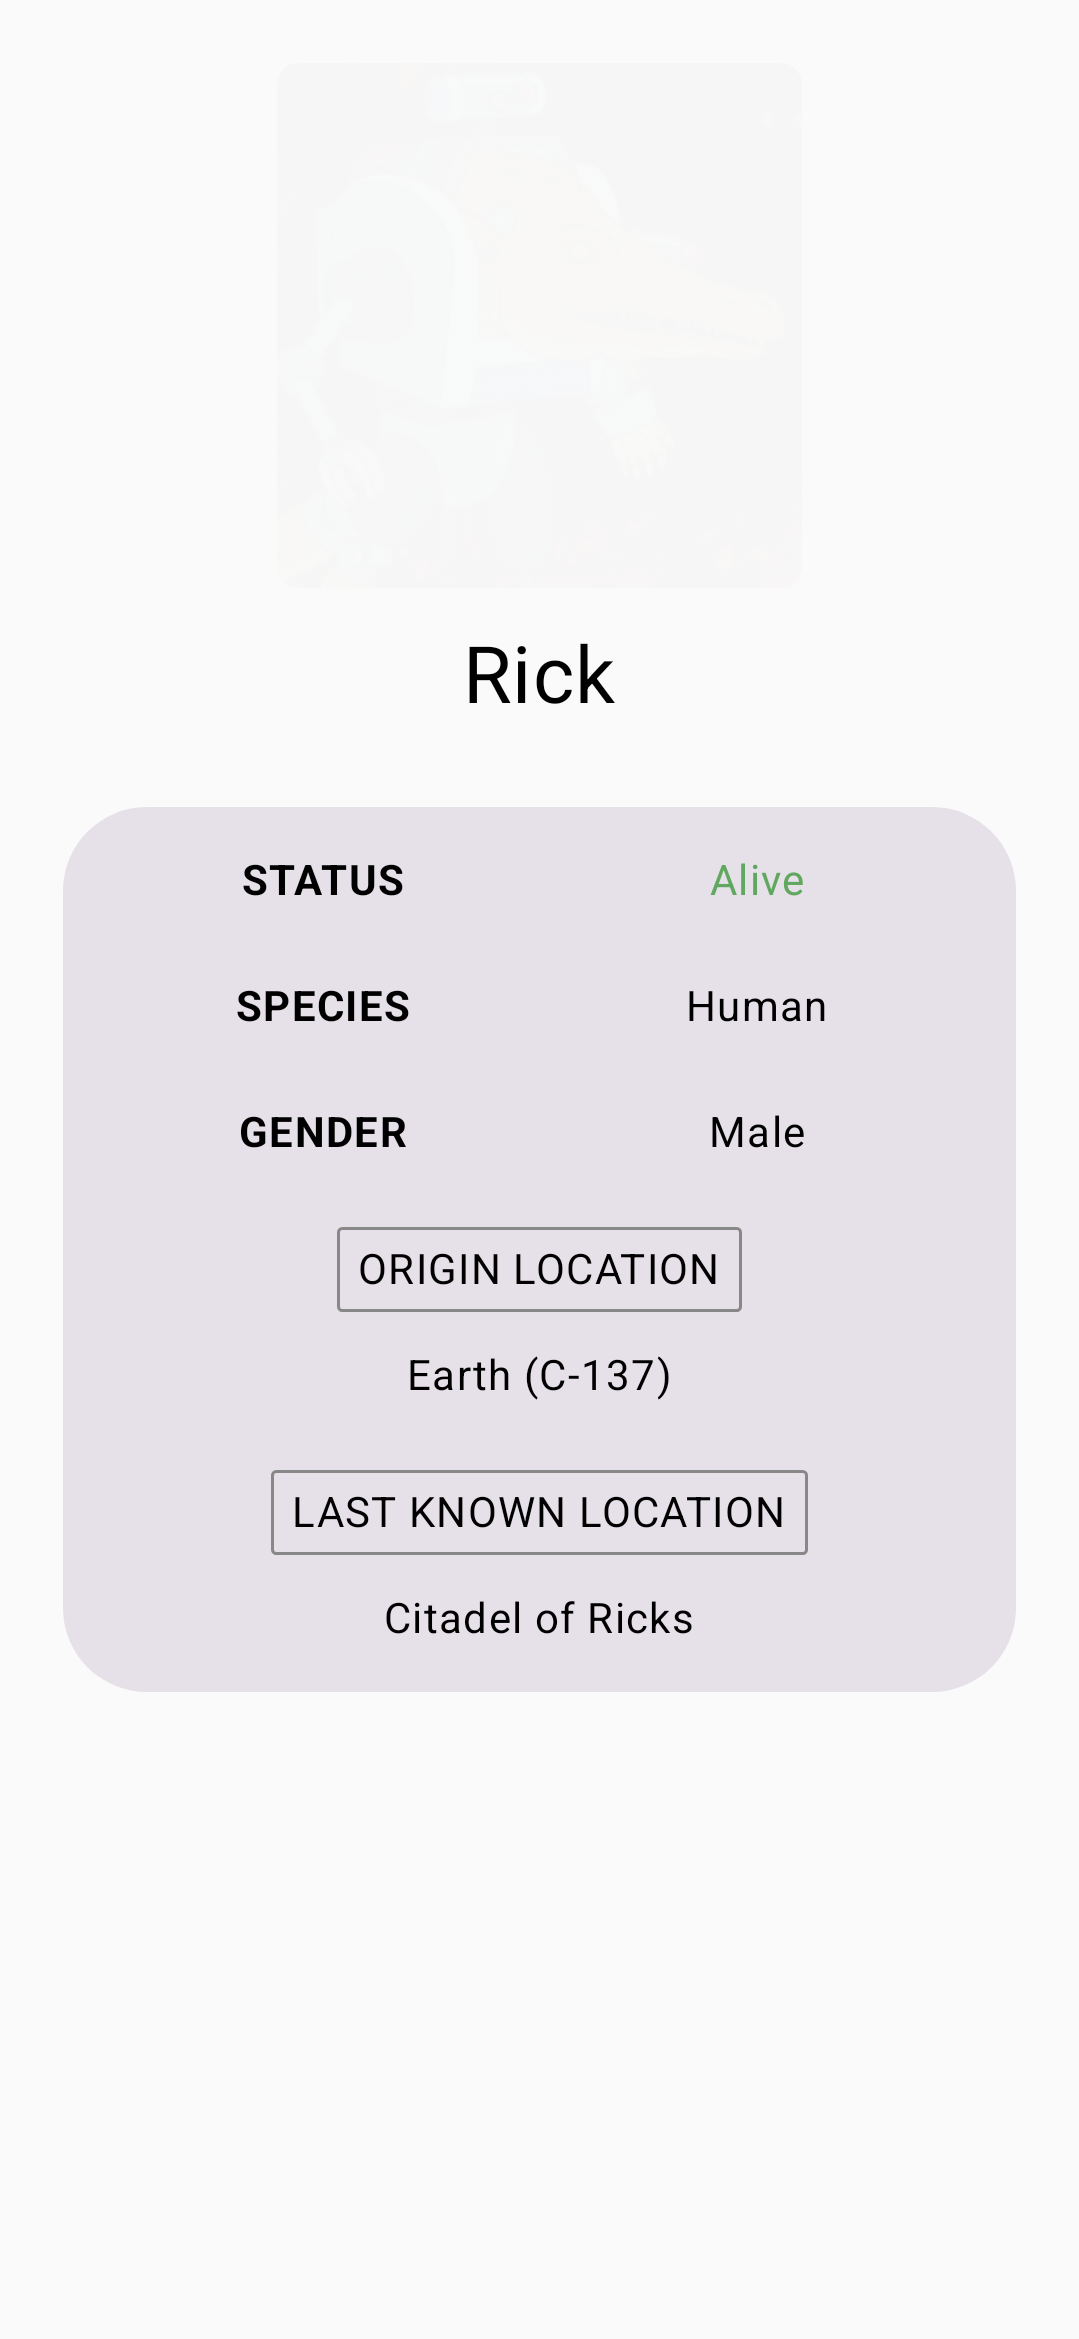 Rick
STATUS Alive
SPECIES Human
GENDER Male
ORIGIN LOCATION
Earth (C-137)
LAST KNOWN LOCATION
Citadel of Ricks